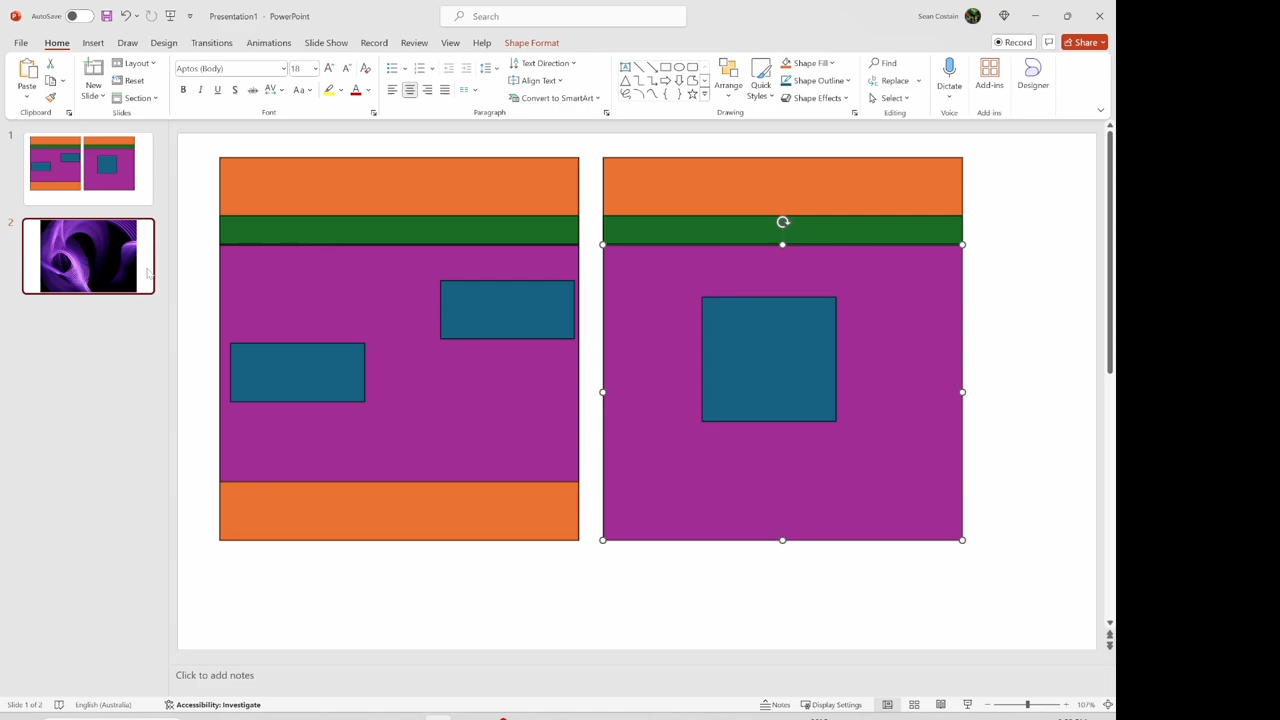 AutoSave Off Presentation1 - PowerPoint Search Sean Costain
File Home Insert Draw Design Transitions Animations Slide Show Record Review View Help Shape Format Record Share
Paste New Slide Layout Reset Section Aptos (Body) 18 Text Direction Align Text Convert to SmartArt Arrange Quick Styles Shape Fill Shape Outline Shape Effects Find Replace Select Dictate Add-ins Designer
Clipboard Slides Font Paragraph Drawing Editing Voice Add-ins
1
2
Click to add notes
Slide 1 of 2 English (Australia) Accessibility: Investigate Notes Display Settings 107%